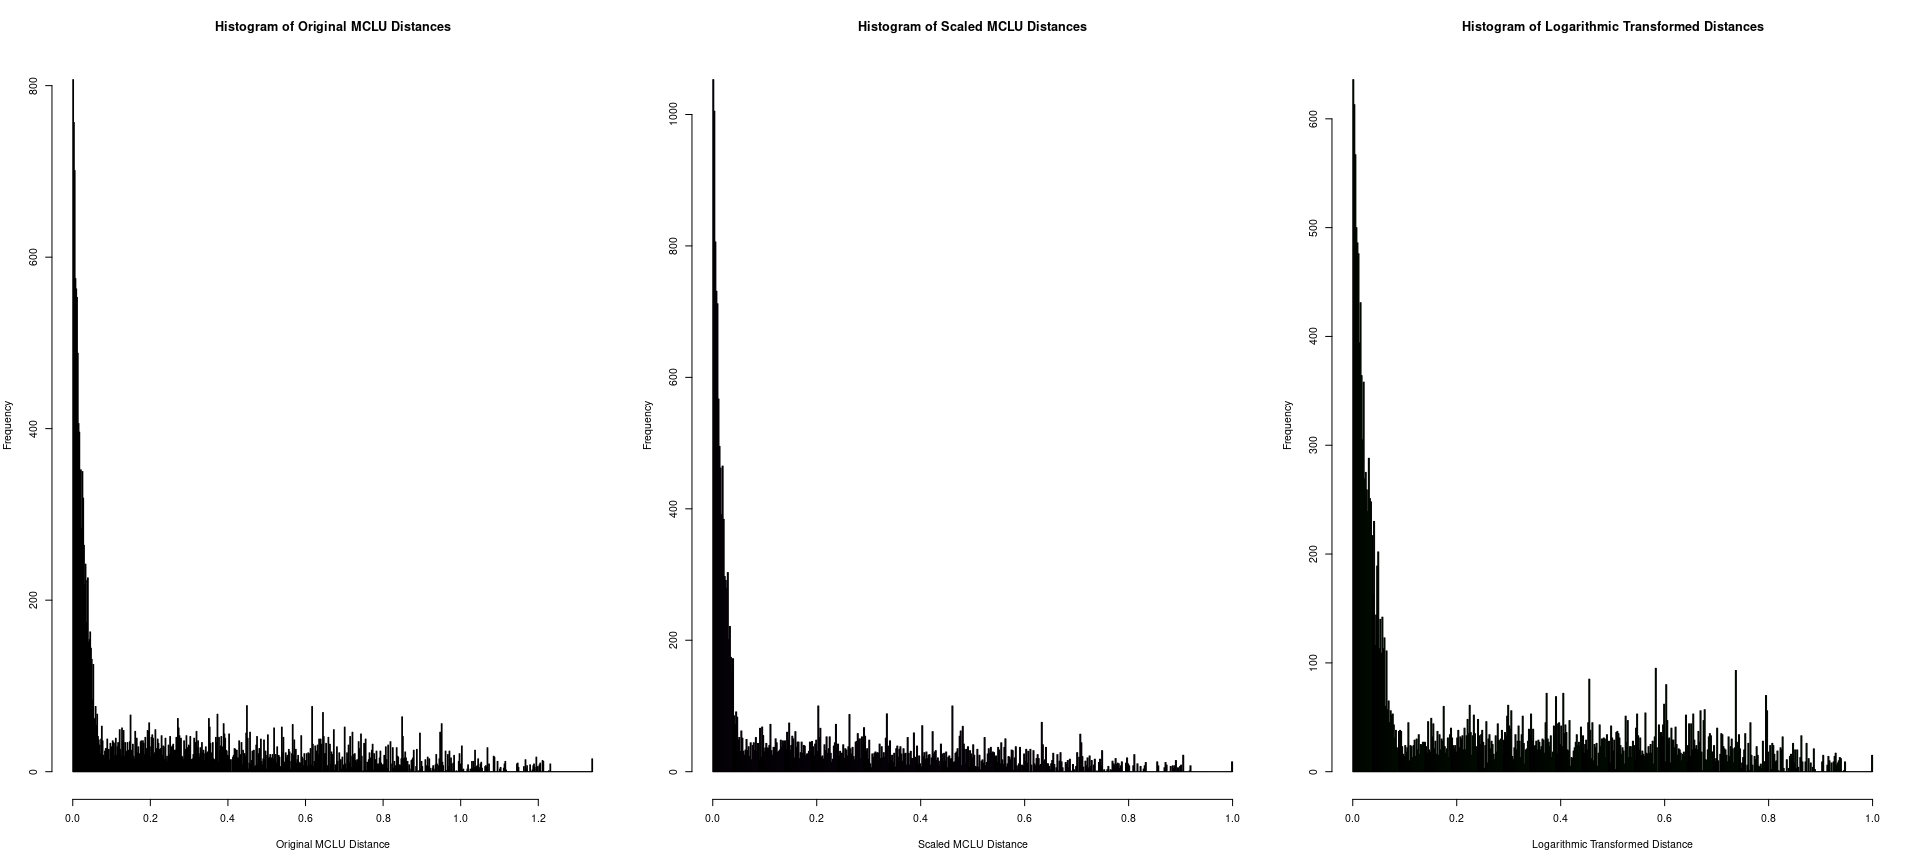 Histogram of Original MCLU Distances
Frequency
800
600
400
200
0
0.0 0.2 0.4 0.6 0.8 1.0 1.2
Original MCLU Distance
Histogram of Scaled MCLU Distances
Frequency
1000
800
600
400
200
0
0.0 0.2 0.4 0.6 0.8 1.0
Scaled MCLU Distance
Histogram of Logarithmic Transformed Distances
Frequency
600
500
400
300
200
100
0
0.0 0.2 0.4 0.6 0.8 1.0
Logarithmic Transformed Distance